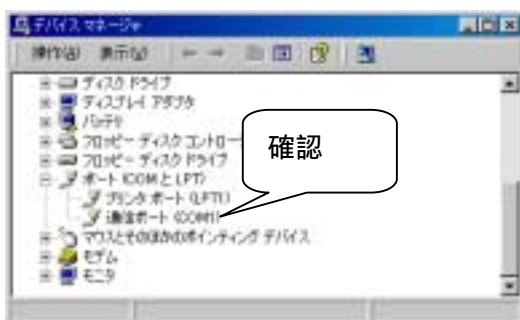 デバイス マネージャ
操作(A) 表示(V)
ディスク ドライブ
ディスプレイ アダプタ
バッテリ
フロッピー ディスク コントロー
フロッピー ディスク ドライブ
ポート (COM と LPT)
プリンタ ポート (LPT1)
通信ポート (COM1)
マウスとそのほかのポインティング デバイス
モデム
モニタ
確認